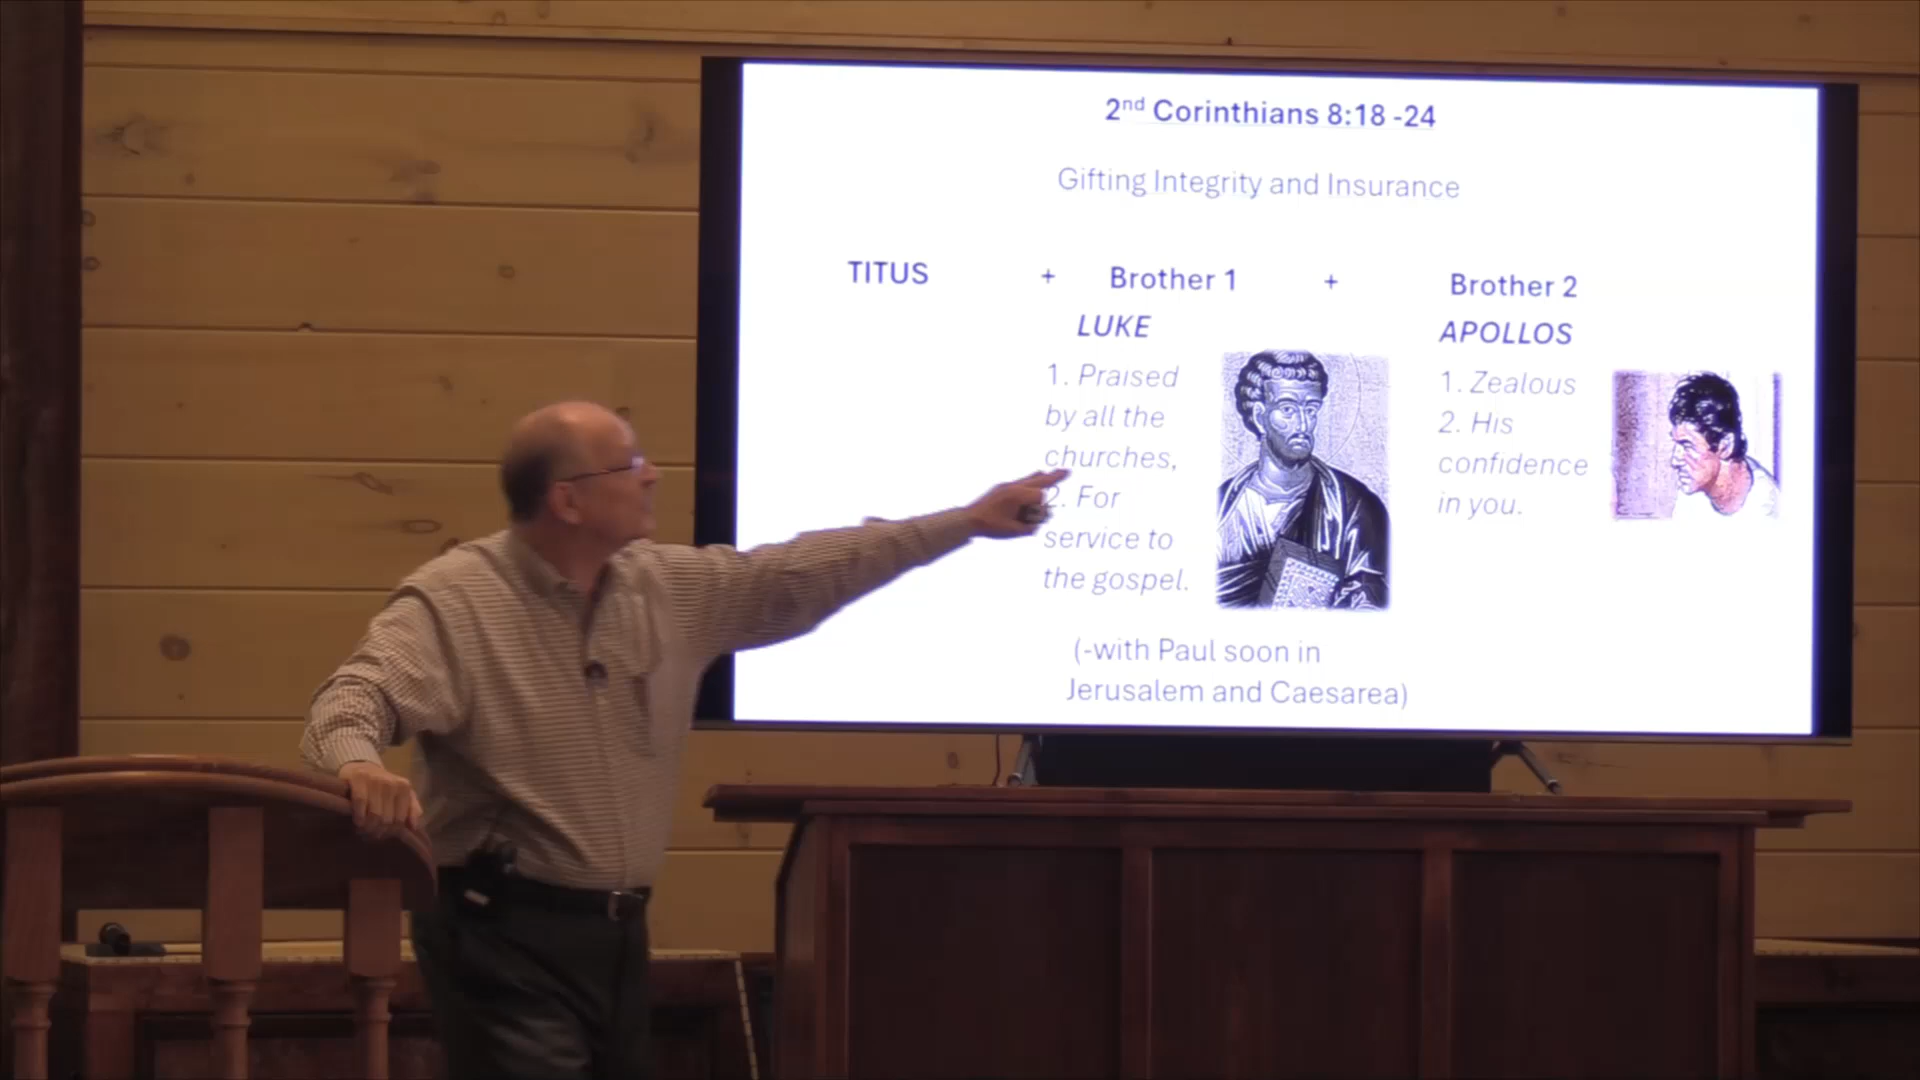 2nd Corinthians 8:18 -24
Gifting Integrity and Insurance
TITUS + Brother 1 + Brother 2
LUKE
1. Praised
by all the
churches,
2. For
service to
the gospel.
APOLLOS
1. Zealous
2. His
confidence
in you.
(-with Paul soon in
Jerusalem and Caesarea)